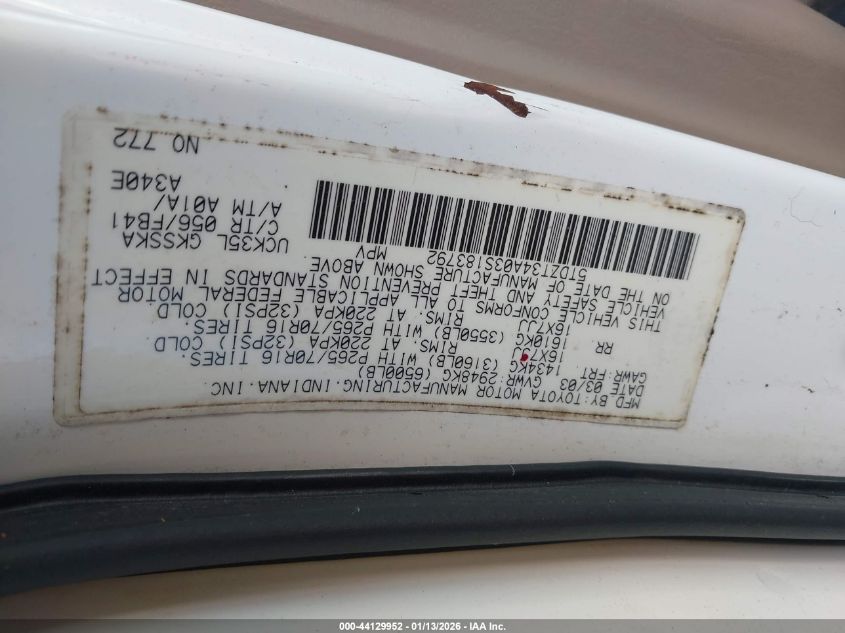 MFD BY:TOYOTA MOTOR MANUFACTURING.INDIANA.INC
DATE 03/03 GVWR:2948KG (6500LB)
GAWR:FRT 1434KG (3160LB) WITH P265/70R16 TIRES.
16X7JJ RIMS. AT 220KPA (32PSI) COLD
RR 1610KG (3550LB) WITH P265/70R16 TIRES.
16X7JJ RIMS. AT 220KPA (32PSI) COLD
THIS VEHICLE CONFORMS TO ALL APPLICABLE FEDERAL MOTOR
VEHICLE SAFETY AND THEFT PREVENTION STANDARDS IN EFFECT
ON THE DATE OF MANUFACTURE SHOWN ABOVE
5TDZT34A03S183792 MPV
UCK35L
C/TR 056/FB41
A/TM A01A/
A340E
NO 772
000-44129952 - 01/13/2026 - IAA Inc.